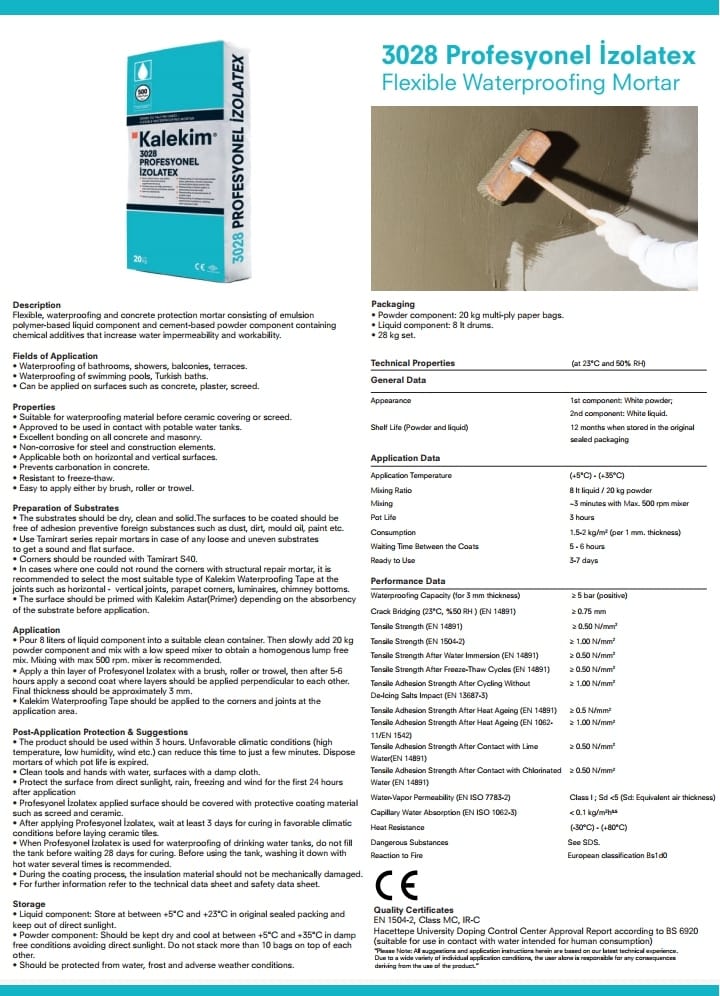 3028 Profesyonel İzolatex
Flexible Waterproofing Mortar
500
Kalekim®
3028
PROFESYONEL
İZOLATEX
20 kg
CE
3028 PROFESYONEL İZOLATEX
Description
Flexible, waterproofing and concrete protection mortar consisting of emulsion
polymer-based liquid component and cement-based powder component containing
chemical additives that increase water impermeability and workability.
Fields of Application
• Waterproofing of bathrooms, showers, balconies, terraces.
• Waterproofing of swimming pools, Turkish baths.
• Can be applied on surfaces such as concrete, plaster, screed.
Properties
• Suitable for waterproofing material before ceramic covering or screed.
• Approved to be used in contact with potable water tanks.
• Excellent bonding on all concrete and masonry.
• Non-corrosive for steel and construction elements.
• Applicable both on horizontal and vertical surfaces.
• Prevents carbonation in concrete.
• Resistant to freeze-thaw.
• Easy to apply either by brush, roller or trowel.
Preparation of Substrates
• The substrates should be dry, clean and solid.The surfaces to be coated should be
free of adhesion preventive foreign substances such as dust, dirt, mould oil, paint etc.
• Use Tamirart series repair mortars in case of any loose and uneven substrates
to get a sound and flat surface.
• Corners should be rounded with Tamirart S40.
• In cases where one could not round the corners with structural repair mortar, it is
recommended to select the most suitable type of Kalekim Waterproofing Tape at the
joints such as horizontal - vertical joints, parapet corners, luminaires, chimney bottoms.
• The surface should be primed with Kalekim Astar(Primer) depending on the absorbency
of the substrate before application.
Application
• Pour 8 liters of liquid component into a suitable clean container. Then slowly add 20 kg
powder component and mix with a low speed mixer to obtain a homogenous lump free
mix. Mixing with max 500 rpm. mixer is recommended.
• Apply a thin layer of Profesyonel Izolatex with a brush, roller or trowel, then after 5-6
hours apply a second coat where layers should be applied perpendicular to each other.
Final thickness should be approximately 3 mm.
• Kalekim Waterproofing Tape should be applied to the corners and joints at the
application area.
Post-Application Protection & Suggestions
• The product should be used within 3 hours. Unfavorable climatic conditions (high
temperature, low humidity, wind etc.) can reduce this time to just a few minutes. Dispose
mortars of which pot life is expired.
• Clean tools and hands with water, surfaces with a damp cloth.
• Protect the surface from direct sunlight, rain, freezing and wind for the first 24 hours
after application
• Profesyonel İzolatex applied surface should be covered with protective coating material
such as screed and ceramic.
• After applying Profesyonel İzolatex, wait at least 3 days for curing in favorable climatic
conditions before laying ceramic tiles.
• When Profesyonel Izolatex is used for waterproofing of drinking water tanks, do not fill
the tank before waiting 28 days for curing. Before using the tank, washing it down with
hot water several times is recommended.
• During the coating process, the insulation material should not be mechanically damaged.
• For further information refer to the technical data sheet and safety data sheet.
Storage
• Liquid component: Store at between +5°C and +23°C in original sealed packing and
keep out of direct sunlight.
• Powder component: Should be kept dry and cool at between +5°C and +35°C in damp
free conditions avoiding direct sunlight. Do not stack more than 10 bags on top of each
other.
• Should be protected from water, frost and adverse weather conditions.
Packaging
• Powder component: 20 kg multi-ply paper bags.
• Liquid component: 8 lt drums.
• 28 kg set.
Technical Properties (at 23°C and 50% RH)
General Data
Appearance 1st component: White powder;
2nd component: White liquid.
Shelf Life (Powder and liquid) 12 months when stored in the original
sealed packaging
Application Data
Application Temperature (+5°C) - (+35°C)
Mixing Ratio 8 lt liquid / 20 kg powder
Mixing ~3 minutes with Max. 500 rpm mixer
Pot Life 3 hours
Consumption 1.5-2 kg/m² (per 1 mm. thickness)
Waiting Time Between the Coats 5 - 6 hours
Ready to Use 3-7 days
Performance Data
Waterproofing Capacity (for 3 mm thickness) ≥ 5 bar (positive)
Crack Bridging (23°C, %50 RH ) (EN 14891) ≥ 0.75 mm
Tensile Strength (EN 14891) ≥ 0.50 N/mm²
Tensile Strength (EN 1504-2) ≥ 1.00 N/mm²
Tensile Strength After Water Immersion (EN 14891) ≥ 0.50 N/mm²
Tensile Strength After Freeze-Thaw Cycles (EN 14891) ≥ 0.50 N/mm²
Tensile Adhesion Strength After Cycling Without ≥ 1.00 N/mm²
De-Icing Salts Impact (EN 13687-3)
Tensile Adhesion Strength After Heat Ageing (EN 14891) ≥ 0.5 N/mm²
Tensile Adhesion Strength After Heat Ageing (EN 1062- ≥ 1.00 N/mm²
11/EN 1542)
Tensile Adhesion Strength After Contact with Lime ≥ 0.50 N/mm²
Water(EN 14891)
Tensile Adhesion Strength After Contact with Chlorinated ≥ 0.50 N/mm²
Water (EN 14891)
Water-Vapor Permeability (EN ISO 7783-2) Class I ; Sd <5 (Sd: Equivalent air thickness)
Capillary Water Absorption (EN ISO 1062-3) < 0.1 kg/m²h⁰·⁵
Heat Resistance (-30°C) - (+80°C)
Dangerous Substances See SDS.
Reaction to Fire European classification Bs1d0
CE
Quality Certificates
EN 1504-2, Class MC, IR-C
Hacettepe University Doping Control Center Approval Report according to BS 6920
(suitable for use in contact with water intended for human consumption)
"Please Note: All suggestions and application instructions herein are based on our latest technical experience.
Due to a wide variety of individual application conditions, the user alone is responsible for any consequences
deriving from the use of the product."